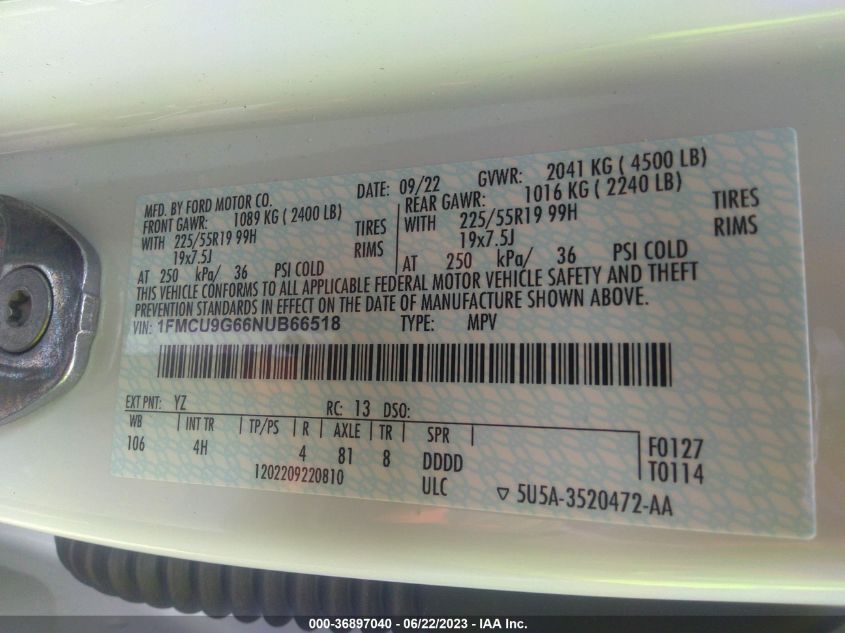 MFD. BY FORD MOTOR CO. DATE: 09/22 GVWR: 2041 KG ( 4500 LB)
FRONT GAWR: 1089 KG ( 2400 LB) REAR GAWR: 1016 KG ( 2240 LB)
WITH 225/55R19 99H TIRES WITH 225/55R19 99H TIRES
19x7.5J RIMS 19x7.5J RIMS
AT 250 kPa/ 36 PSI COLD AT 250 kPa/ 36 PSI COLD
THIS VEHICLE CONFORMS TO ALL APPLICABLE FEDERAL MOTOR VEHICLE SAFETY AND THEFT
PREVENTION STANDARDS IN EFFECT ON THE DATE OF MANUFACTURE SHOWN ABOVE.
VIN: 1FMCU9G66NUB66518 TYPE: MPV
EXT PNT: YZ RC: 13 DSO:
WB INT TR TP/PS R AXLE TR SPR
106 4H 4 81 8 DDDD F0127
1202209220810 ULC T0114
5U5A-3520472-AA
000-36897040 - 06/22/2023 - IAA Inc.